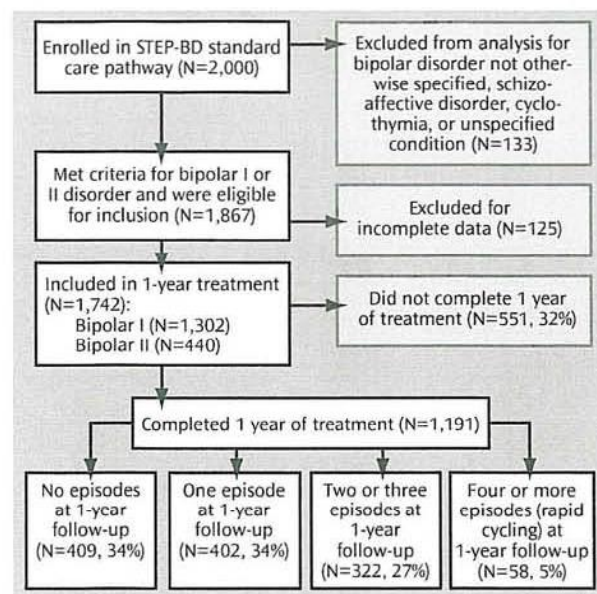 Enrolled in STEP-BD standard
care pathway (N=2,000)
Excluded from analysis for
bipolar disorder not other-
wise specified, schizo-
affective disorder, cyclo-
thymia, or unspecified
condition (N=133)
Met criteria for bipolar I or
II disorder and were eligible
for inclusion (N=1,867)
Excluded for
incomplete data (N=125)
Included in 1-year treatment
(N=1,742):
Bipolar I (N=1,302)
Bipolar II (N=440)
Did not complete 1 year
of treatment (N=551, 32%)
Completed 1 year of treatment (N=1,191)
No episodes
at 1-year
follow-up
(N=409, 34%)
One episode
at 1-year
follow-up
(N=402, 34%)
Two or three
episodes at
1-year
follow-up
(N=322, 27%)
Four or more
episodes (rapid
cycling) at
1-year follow-up
(N=58, 5%)